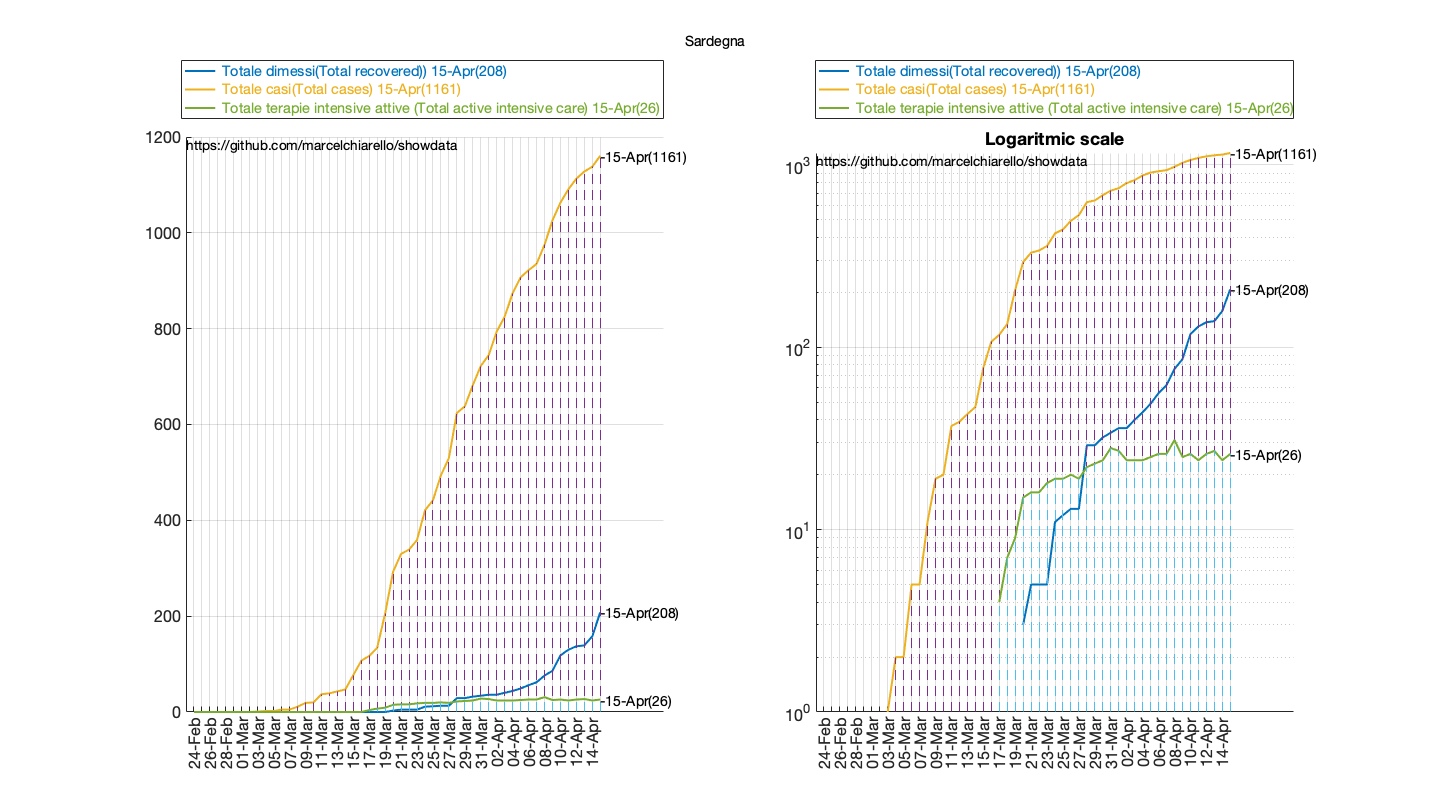 Sardegna
Totale dimessi(Total recovered)) 15-Apr(208)
Totale casi(Total cases) 15-Apr(1161)
Totale terapie intensive attive (Total active intensive care) 15-Apr(26)
1200
https://github.com/marcelchiarello/showdata
15-Apr(1161)
1000
800
600
400
200
15-Apr(208)
15-Apr(26)
0
24-Feb
26-Feb
28-Feb
01-Mar
03-Mar
05-Mar
07-Mar
09-Mar
11-Mar
13-Mar
15-Mar
17-Mar
19-Mar
21-Mar
23-Mar
25-Mar
27-Mar
29-Mar
31-Mar
02-Apr
04-Apr
06-Apr
08-Apr
10-Apr
12-Apr
14-Apr
Totale dimessi(Total recovered)) 15-Apr(208)
Totale casi(Total cases) 15-Apr(1161)
Totale terapie intensive attive (Total active intensive care) 15-Apr(26)
Logaritmic scale
https://github.com/marcelchiarello/showdata
15-Apr(1161)
10³
15-Apr(208)
10²
15-Apr(26)
10¹
10⁰
24-Feb
26-Feb
28-Feb
01-Mar
03-Mar
05-Mar
07-Mar
09-Mar
11-Mar
13-Mar
15-Mar
17-Mar
19-Mar
21-Mar
23-Mar
25-Mar
27-Mar
29-Mar
31-Mar
02-Apr
04-Apr
06-Apr
08-Apr
10-Apr
12-Apr
14-Apr